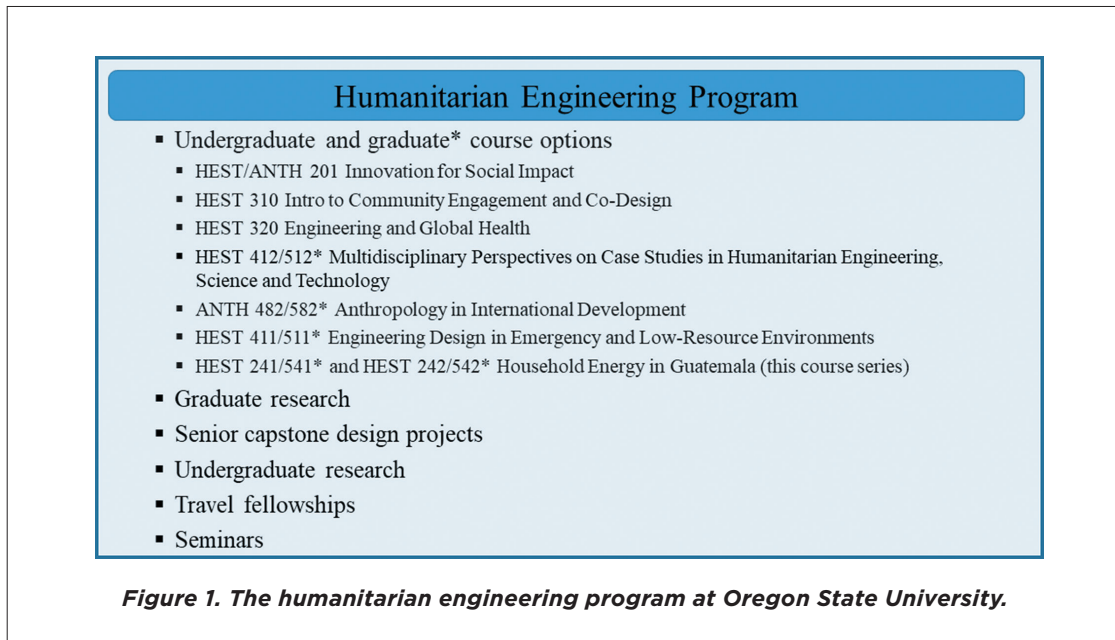 Humanitarian Engineering Program
▪ Undergraduate and graduate* course options
▪ HEST/ANTH 201 Innovation for Social Impact
▪ HEST 310 Intro to Community Engagement and Co-Design
▪ HEST 320 Engineering and Global Health
▪ HEST 412/512* Multidisciplinary Perspectives on Case Studies in Humanitarian Engineering,
Science and Technology
▪ ANTH 482/582* Anthropology in International Development
▪ HEST 411/511* Engineering Design in Emergency and Low-Resource Environments
▪ HEST 241/541* and HEST 242/542* Household Energy in Guatemala (this course series)
▪ Graduate research
▪ Senior capstone design projects
▪ Undergraduate research
▪ Travel fellowships
▪ Seminars
Figure 1. The humanitarian engineering program at Oregon State University.